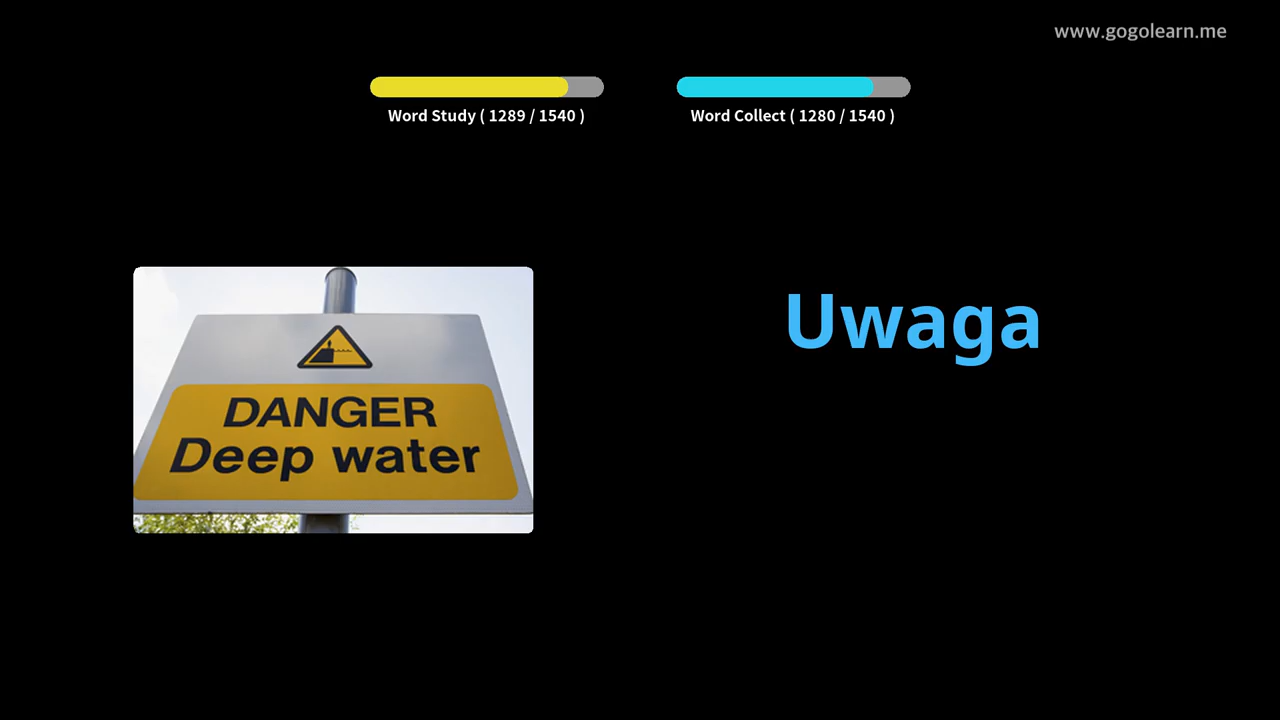 www.gogolearn.me
Word Study ( 1289 / 1540 )
Word Collect ( 1280 / 1540 )
DANGER
Deep water
Uwaga